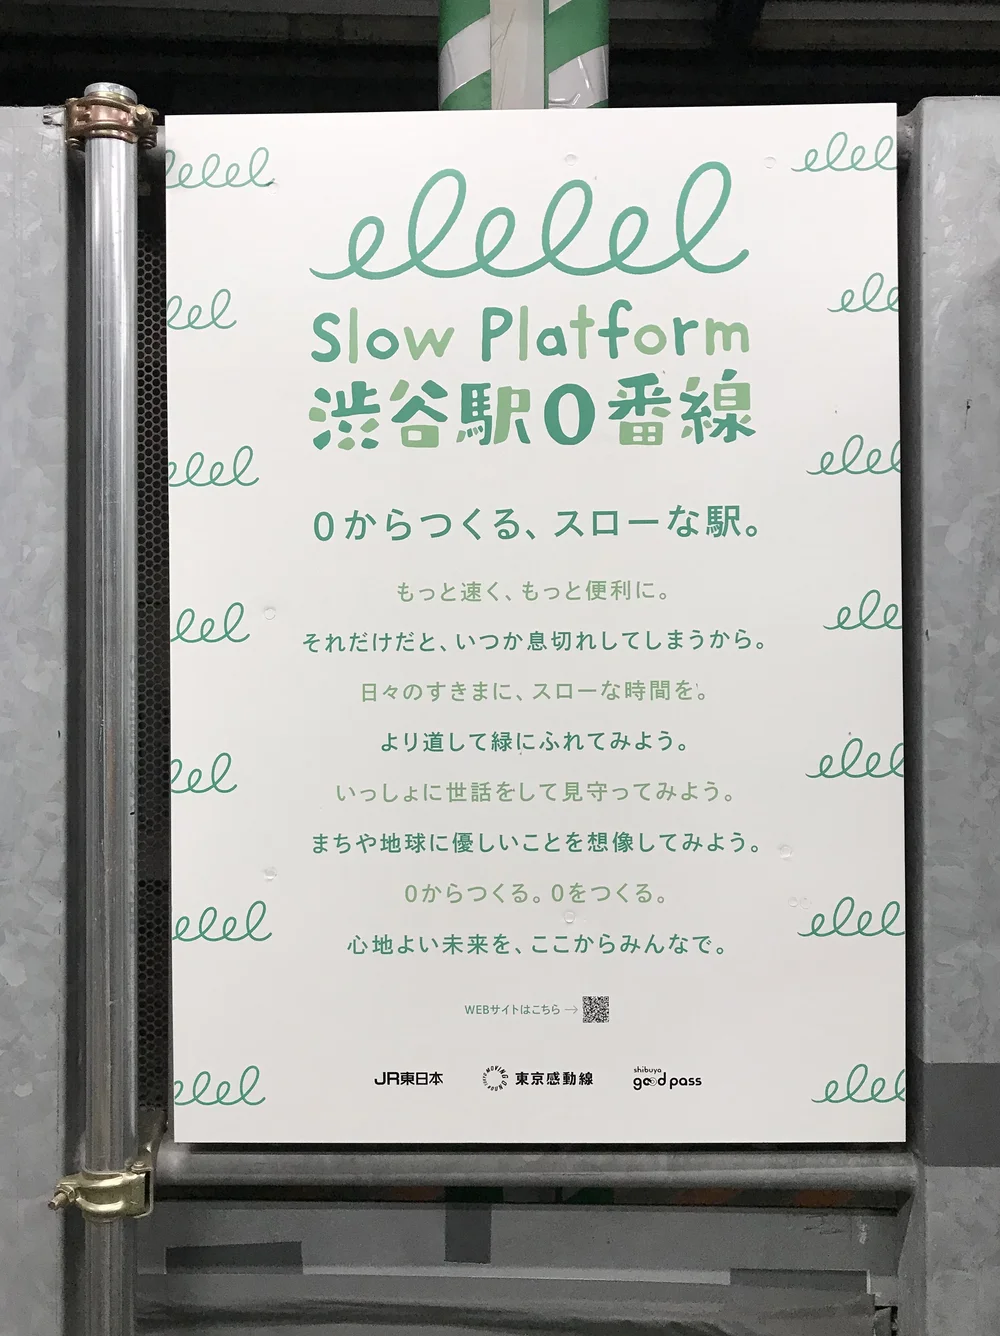 elelel
Slow Platform
渋谷駅0番線
0からつくる、スローな駅。
もっと速く、もっと便利に。
それだけだと、いつか息切れしてしまうから。
日々のすきまに、スローな時間を。
より道して緑にふれてみよう。
いっしょに世話をして見守ってみよう。
まちや地球に優しいことを想像してみよう。
0からつくる。0をつくる。
心地よい未来を、ここからみんなで。
WEBサイトはこちら→
JR東日本
東京感動線
shibuya
good pass